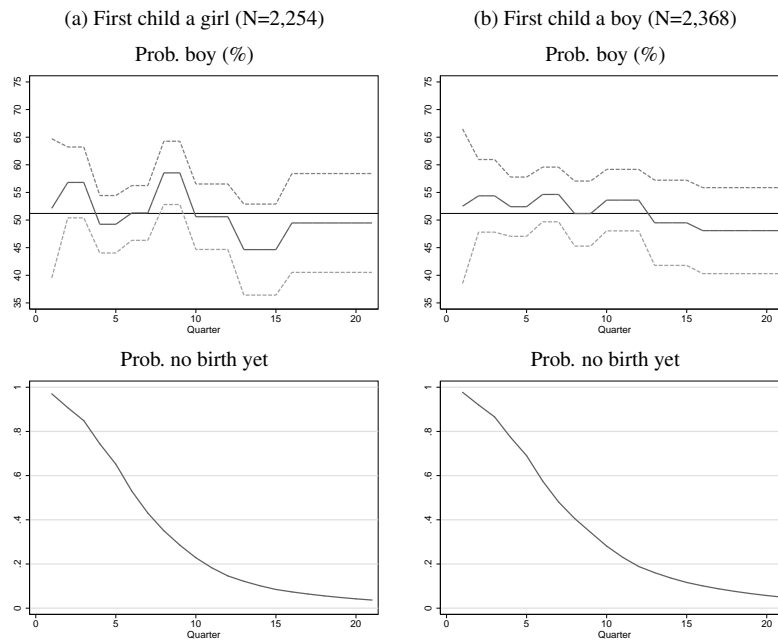 (a) First child a girl (N=2,254)
Prob. boy (%)
75
70
65
60
55
50
45
40
35
0 5 10 15 20
Quarter
(b) First child a boy (N=2,368)
Prob. boy (%)
75
70
65
60
55
50
45
40
35
0 5 10 15 20
Quarter
Prob. no birth yet
1
.8
.6
.4
.2
0
0 5 10 15 20
Quarter
Prob. no birth yet
1
.8
.6
.4
.2
0
0 5 10 15 20
Quarter